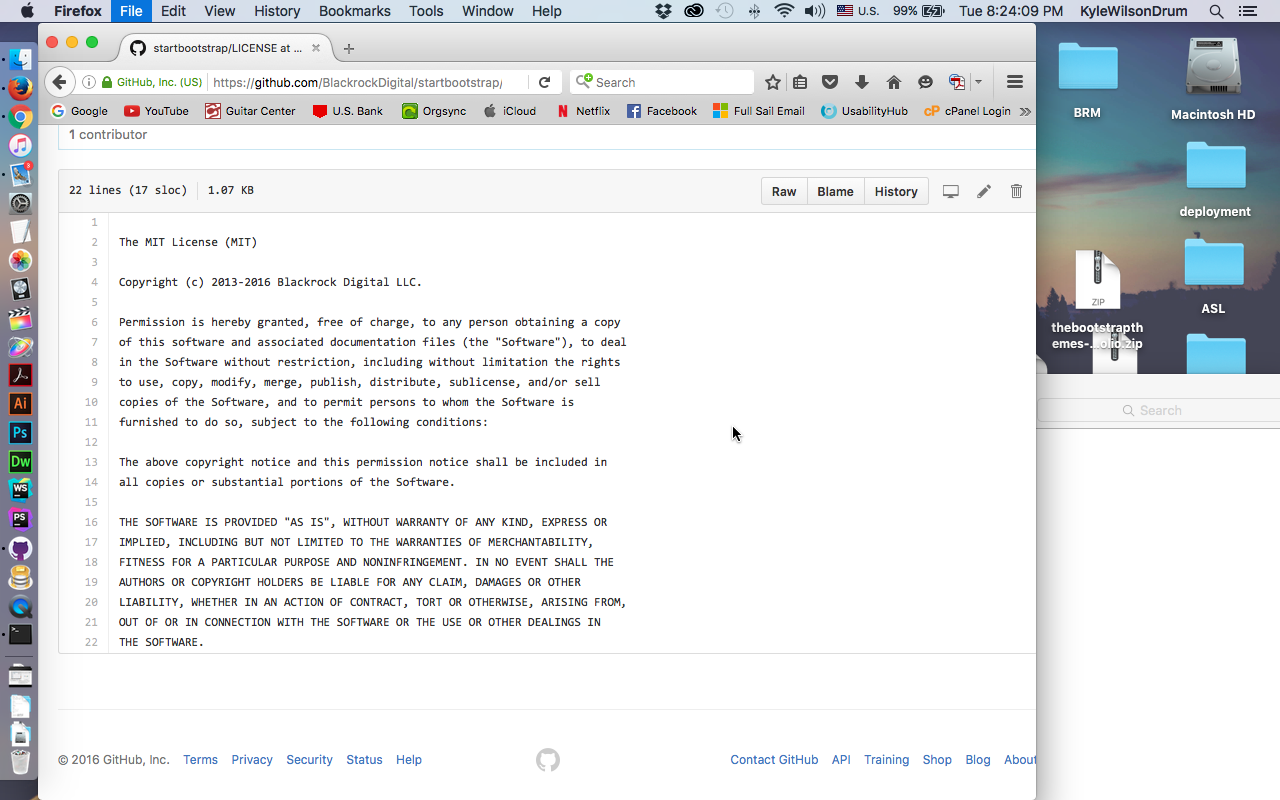 Firefox File Edit View History Bookmarks Tools Window Help U.S. 99% Tue 8:24:09 PM KyleWilsonDrum
startbootstrap/LICENSE at ...
GitHub, Inc. (US) https://github.com/BlackrockDigital/startbootstrap/ Search
Google YouTube Guitar Center U.S. Bank Orgsync iCloud Netflix Facebook Full Sail Email UsabilityHub cPanel Login
1 contributor
22 lines (17 sloc) 1.07 KB Raw Blame History
1
2 The MIT License (MIT)
3
4 Copyright (c) 2013-2016 Blackrock Digital LLC.
5
6 Permission is hereby granted, free of charge, to any person obtaining a copy
7 of this software and associated documentation files (the "Software"), to deal
8 in the Software without restriction, including without limitation the rights
9 to use, copy, modify, merge, publish, distribute, sublicense, and/or sell
10 copies of the Software, and to permit persons to whom the Software is
11 furnished to do so, subject to the following conditions:
12
13 The above copyright notice and this permission notice shall be included in
14 all copies or substantial portions of the Software.
15
16 THE SOFTWARE IS PROVIDED "AS IS", WITHOUT WARRANTY OF ANY KIND, EXPRESS OR
17 IMPLIED, INCLUDING BUT NOT LIMITED TO THE WARRANTIES OF MERCHANTABILITY,
18 FITNESS FOR A PARTICULAR PURPOSE AND NONINFRINGEMENT. IN NO EVENT SHALL THE
19 AUTHORS OR COPYRIGHT HOLDERS BE LIABLE FOR ANY CLAIM, DAMAGES OR OTHER
20 LIABILITY, WHETHER IN AN ACTION OF CONTRACT, TORT OR OTHERWISE, ARISING FROM,
21 OUT OF OR IN CONNECTION WITH THE SOFTWARE OR THE USE OR OTHER DEALINGS IN
22 THE SOFTWARE.
© 2016 GitHub, Inc. Terms Privacy Security Status Help Contact GitHub API Training Shop Blog About
BRM
Macintosh HD
deployment
ZIP
thebootstrapth
emes-...olio.zip
ASL
Search
Ai
Ps
Dw
WS
PS